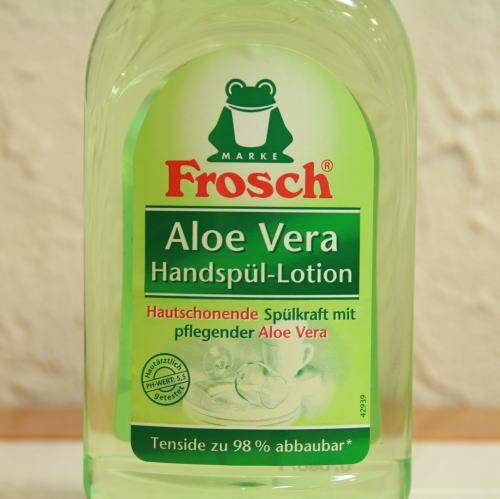 MARKE
Frosch®
Aloe Vera
Handspül-Lotion
Hautschonende Spülkraft mit
pflegender Aloe Vera
Hautärztlich
PH-WERT: 5,5
getestet
42939
Tenside zu 98 % abbaubar*